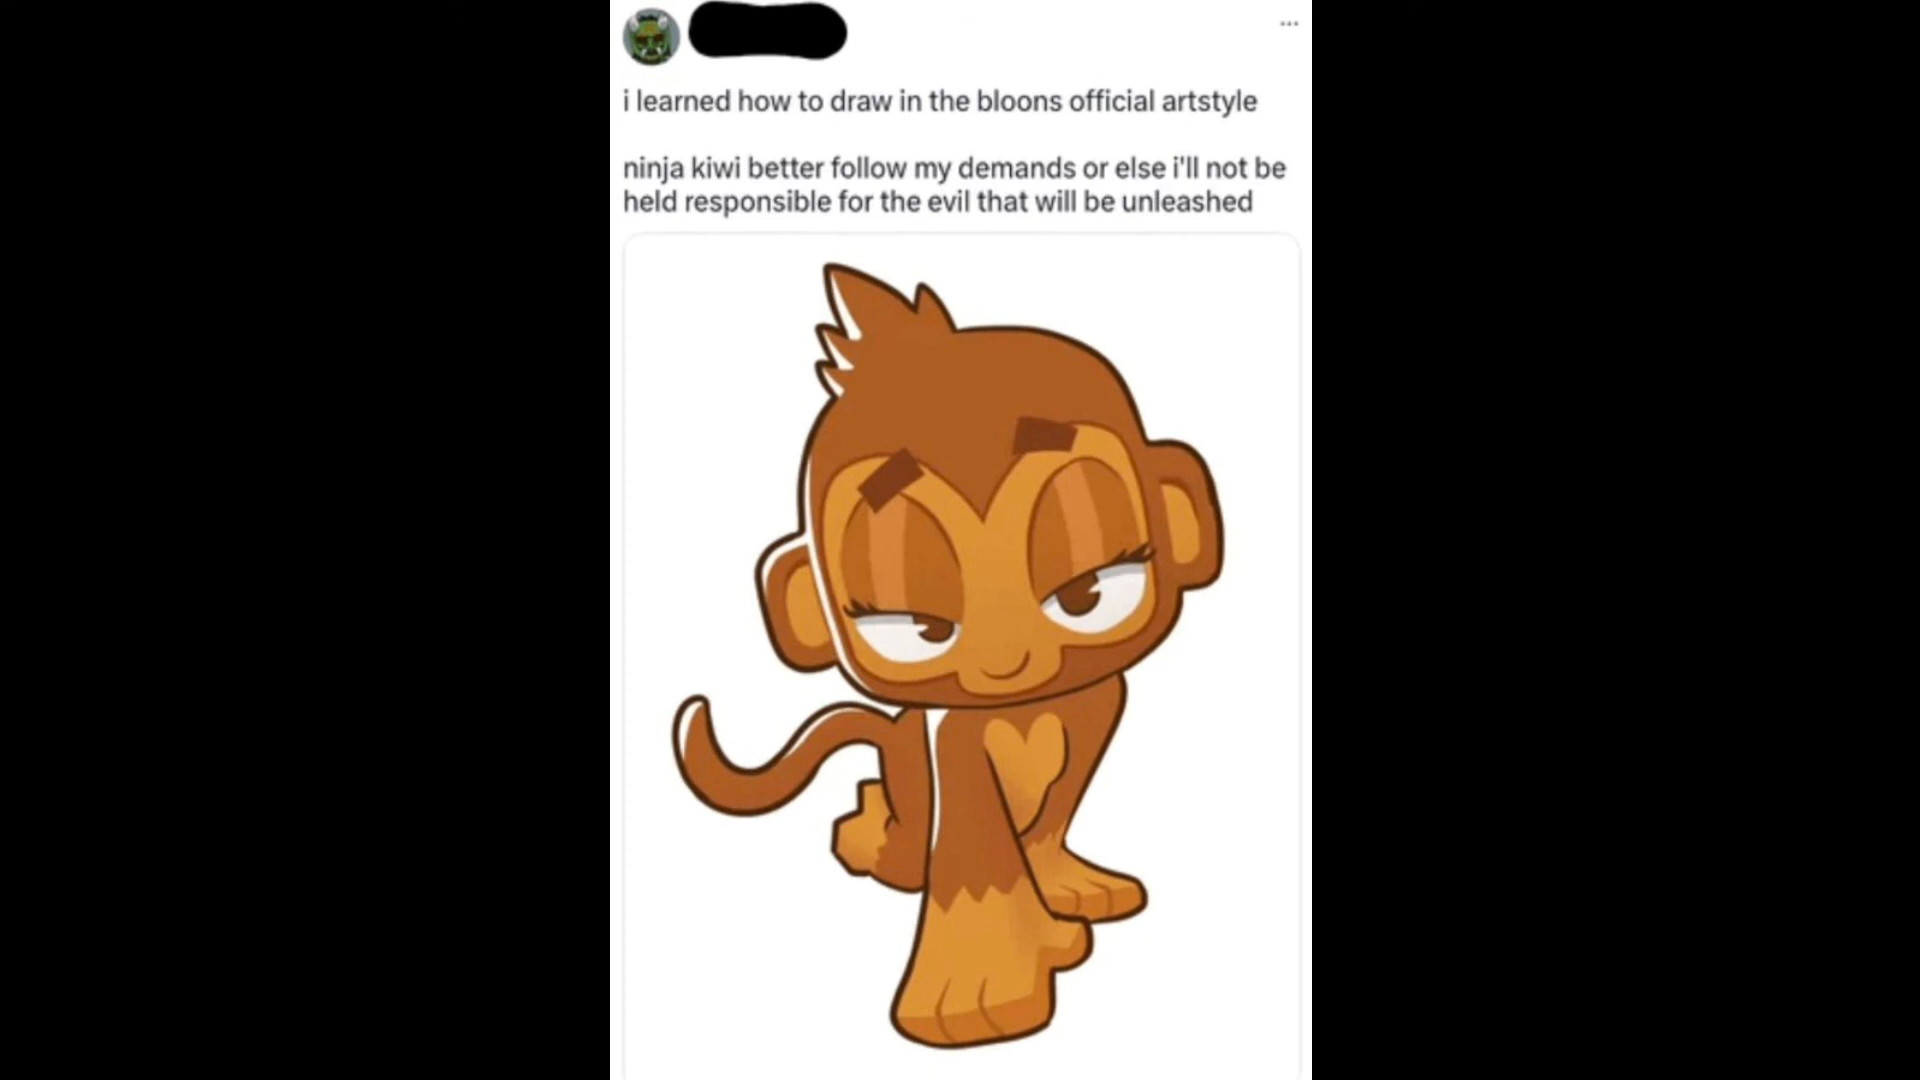 i learned how to draw in the bloons official artstyle
ninja kiwi better follow my demands or else i'll not be
held responsible for the evil that will be unleashed